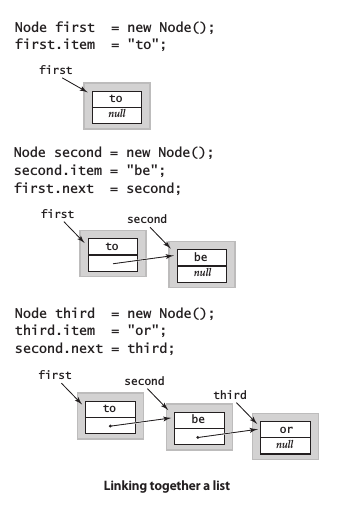 Node first  = new Node();
first.item  = "to";
first
to
null
Node second = new Node();
second.item = "be";
first.next  = second;
first
second
to
be
null
Node third  = new Node();
third.item  = "or";
second.next = third;
first
second
third
to
be
or
null
Linking together a list